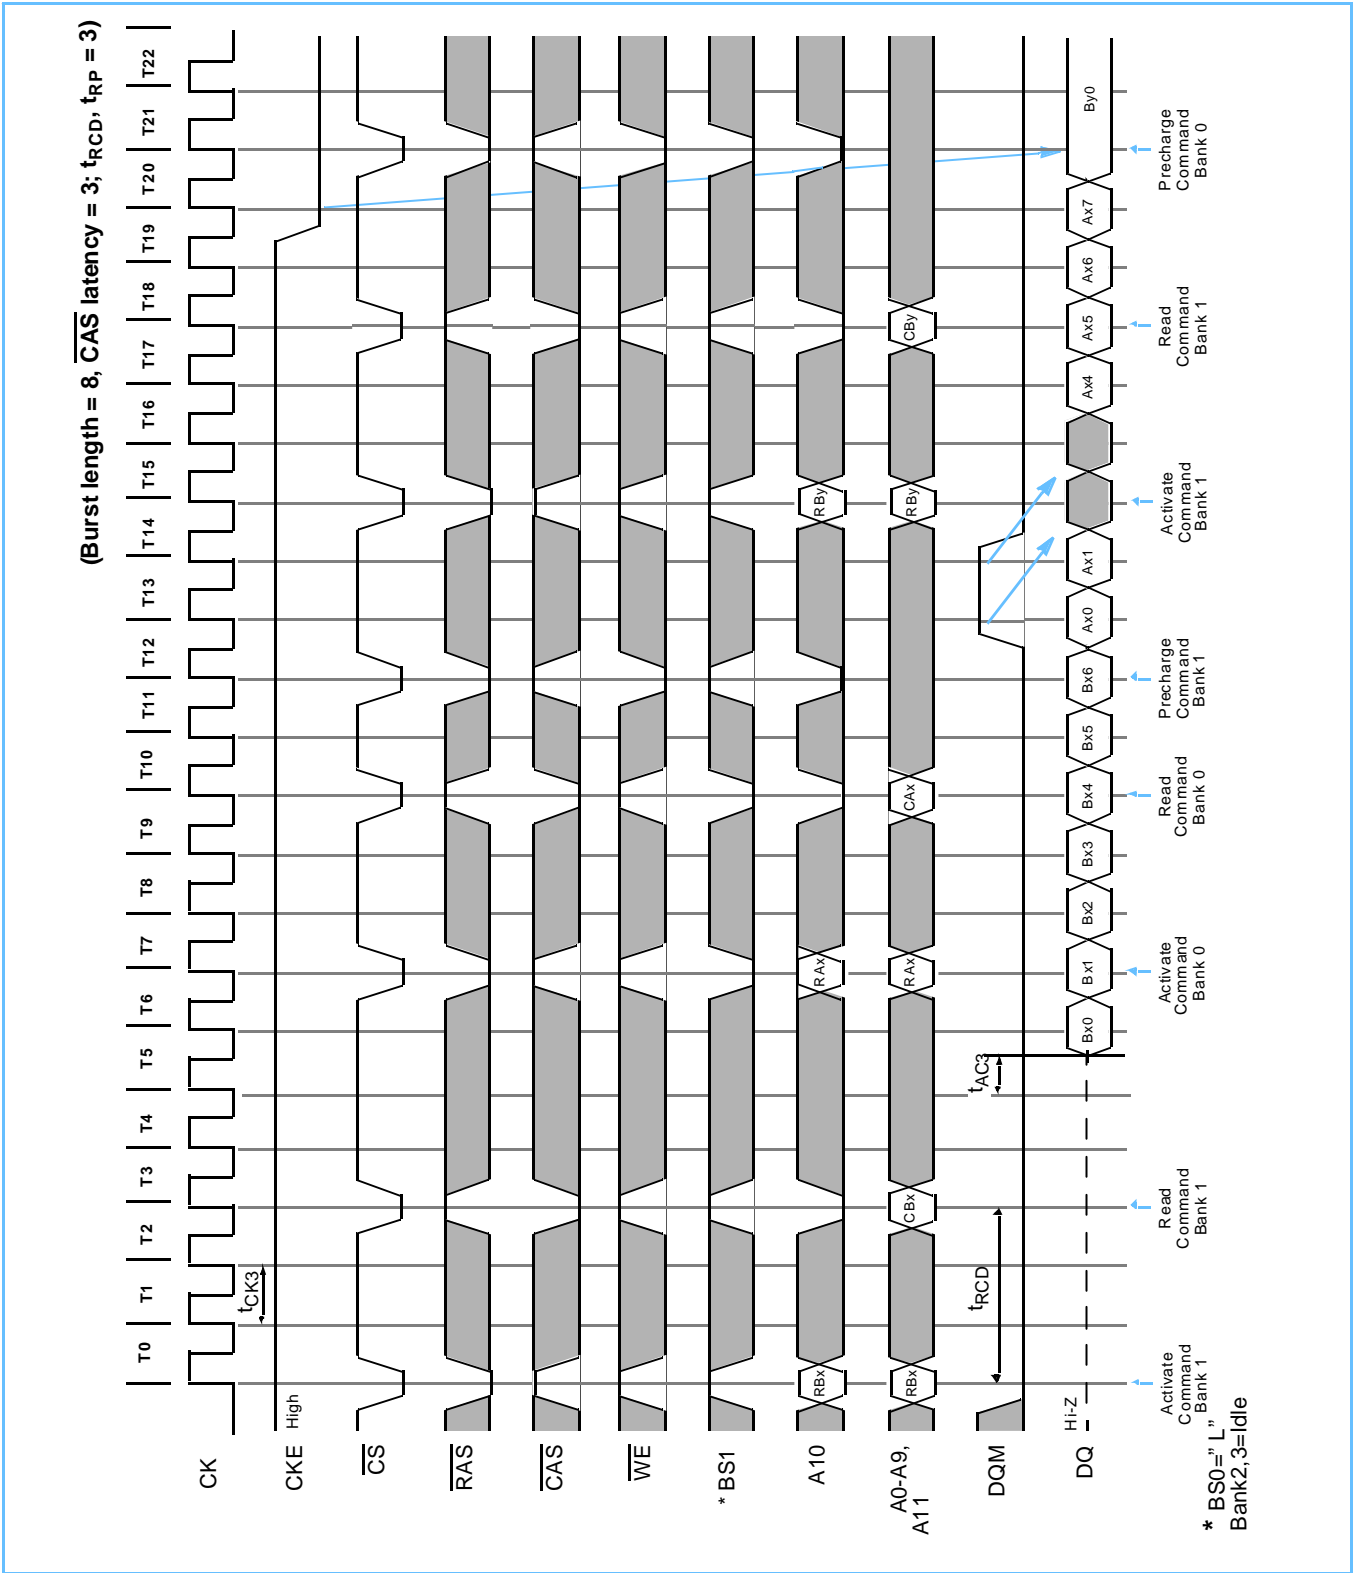 (Burst length = 8, CAS latency = 3; tRCD, tRP = 3)
T0 T1 T2 T3 T4 T5 T6 T7 T8 T9 T10 T11 T12 T13 T14 T15 T16 T17 T18 T19 T20 T21 T22
CK
tCK3
CKE
High
CS
RAS
CAS
WE
* BS1
A10
RBx RAx RBy
A0-A9,
A11
RBx CBx RAx CAx RBy CBy
DQM
tRCD
tAC3
DQ
Hi-Z
Bx0 Bx1 Bx2 Bx3 Bx4 Bx5 Bx6 Ax0 Ax1 Ax4 Ax5 Ax6 Ax7 By0
Activate
Command
Bank 1
Read
Command
Bank 1
Activate
Command
Bank 0
Read
Command
Bank 0
Precharge
Command
Bank 1
Activate
Command
Bank 1
Read
Command
Bank 1
Precharge
Command
Bank 0
* BS0=” L”
Bank2,3=Idle